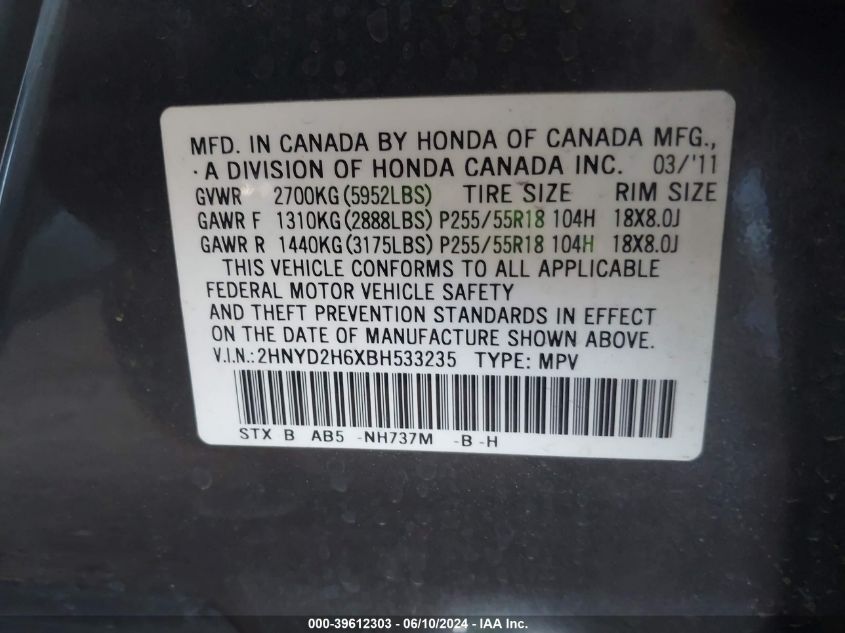 MFD. IN CANADA BY HONDA OF CANADA MFG.,
·A DIVISION OF HONDA CANADA INC. 03/'11
GVWR 2700KG(5952LBS) TIRE SIZE RIM SIZE
GAWR F 1310KG(2888LBS) P255/55R18 104H 18X8.0J
GAWR R 1440KG(3175LBS) P255/55R18 104H 18X8.0J
THIS VEHICLE CONFORMS TO ALL APPLICABLE
FEDERAL MOTOR VEHICLE SAFETY
AND THEFT PREVENTION STANDARDS IN EFFECT
ON THE DATE OF MANUFACTURE SHOWN ABOVE.
V.I.N.:2HNYD2H6XBH533235 TYPE: MPV
STX B AB5 -NH737M -B -H
000-39612303 - 06/10/2024 - IAA Inc.